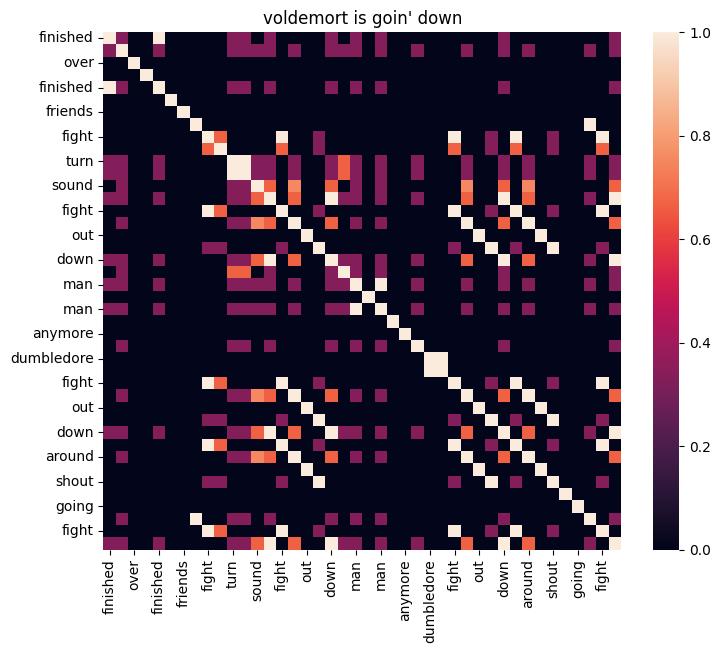 voldemort is goin' down
finished
over
finished
friends
fight
turn
sound
fight
out
down
man
man
anymore
dumbledore
fight
out
down
around
shout
going
fight
1.0
0.8
0.6
0.4
0.2
0.0
finished
over
finished
friends
fight
turn
sound
fight
out
down
man
man
anymore
dumbledore
fight
out
down
around
shout
going
fight